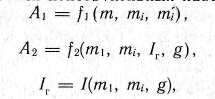 A₁ = f₁(m, mᵢ, mᵢ′),
A₂ = f₂(m₁, mᵢ, Iᵣ, g),
Iᵣ = I(m₁, mᵢ, g),